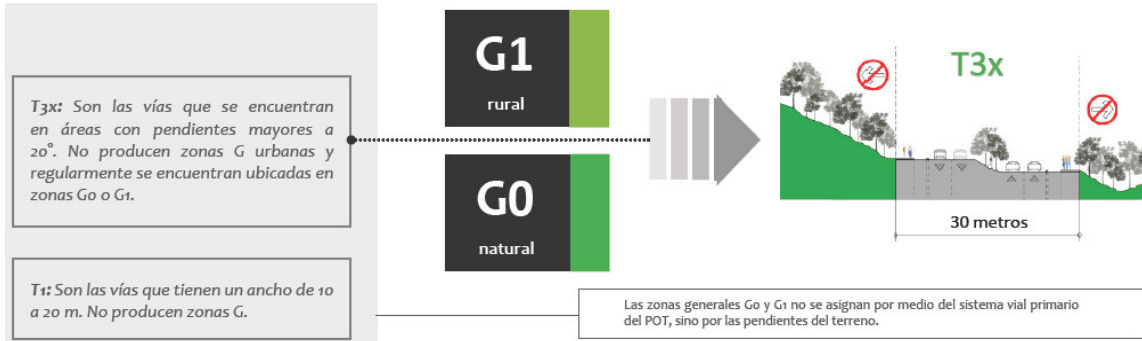 T3x: Son las vías que se encuentran
en áreas con pendientes mayores a
20°. No producen zonas G urbanas y
regularmente se encuentran ubicadas en
zonas G0 o G1.
T1: Son las vías que tienen un ancho de 10
a 20 m. No producen zonas G.
G1
rural
G0
natural
T3x
30 metros
Las zonas generales G0 y G1 no se asignan por medio del sistema vial primario
del POT, sino por las pendientes del terreno.